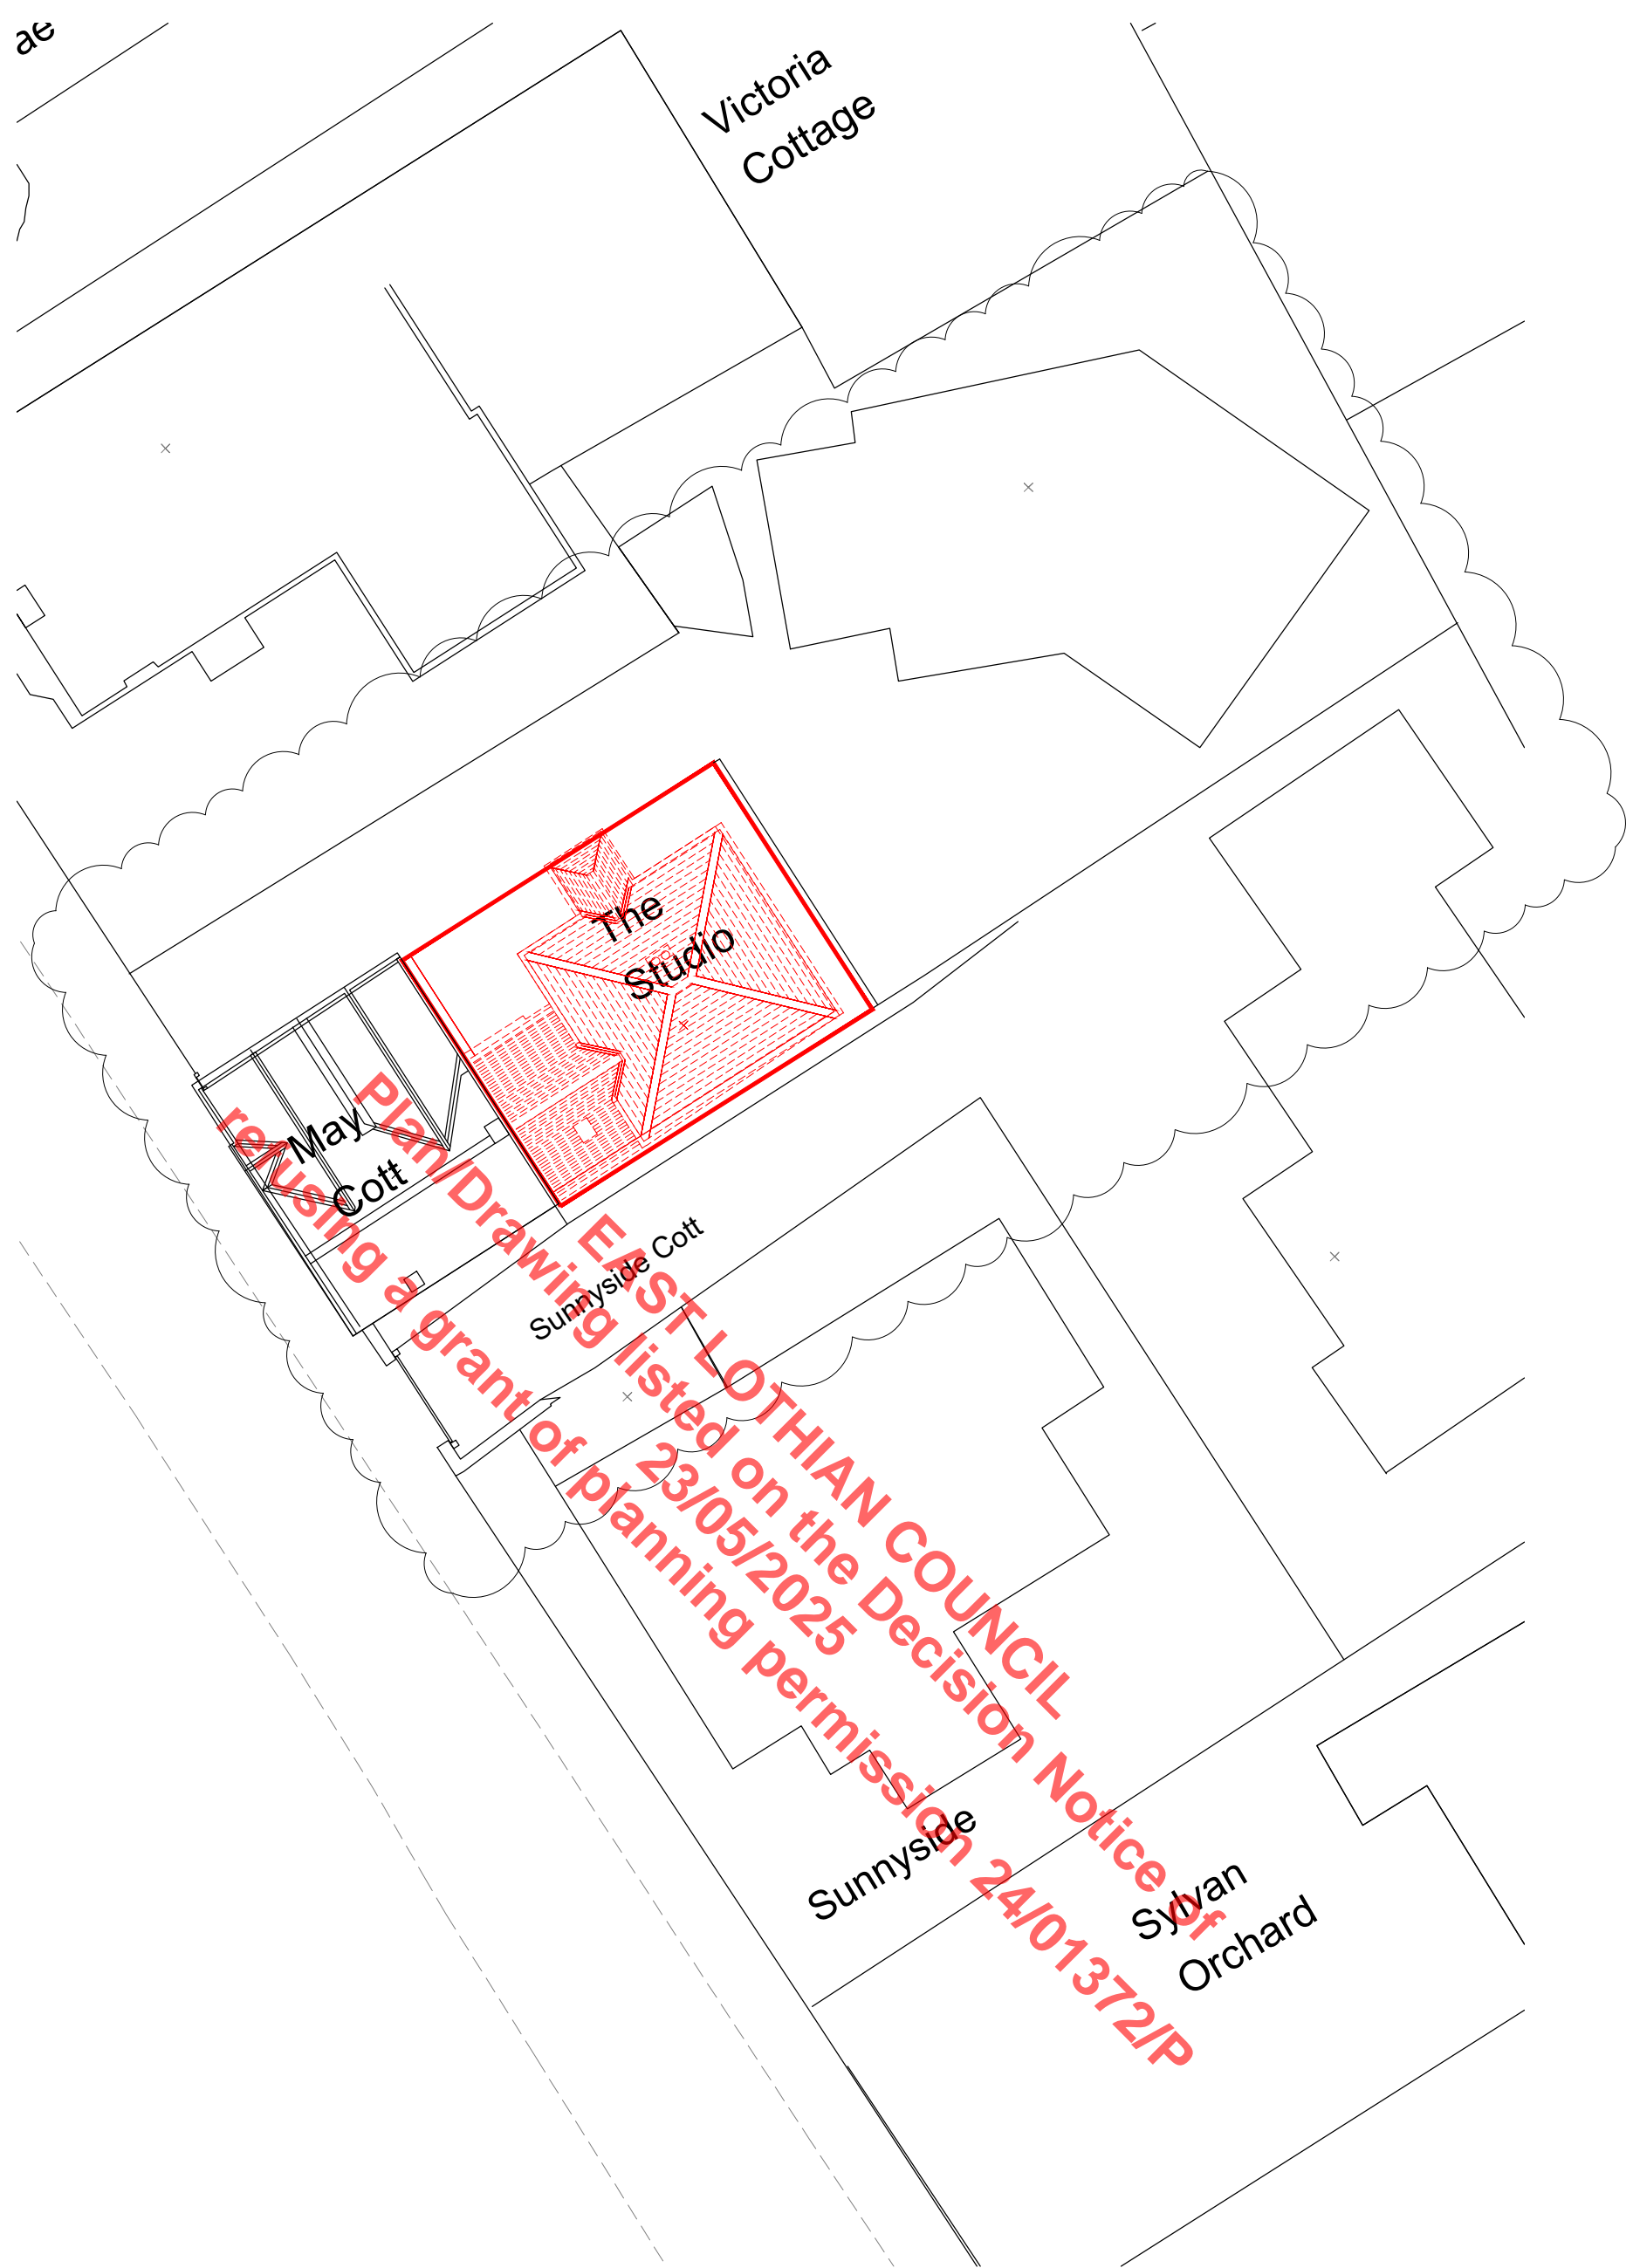 ae
Victoria
Cottage
The
Studio
May
Cott
Sunnyside Cott
EAST LOTHIAN COUNCIL
23/05/2025
Plan/Drawing listed on the Decision Notice of
refusing a grant of planning permission 24/01372/P
Sunnyside
Sylvan
Orchard